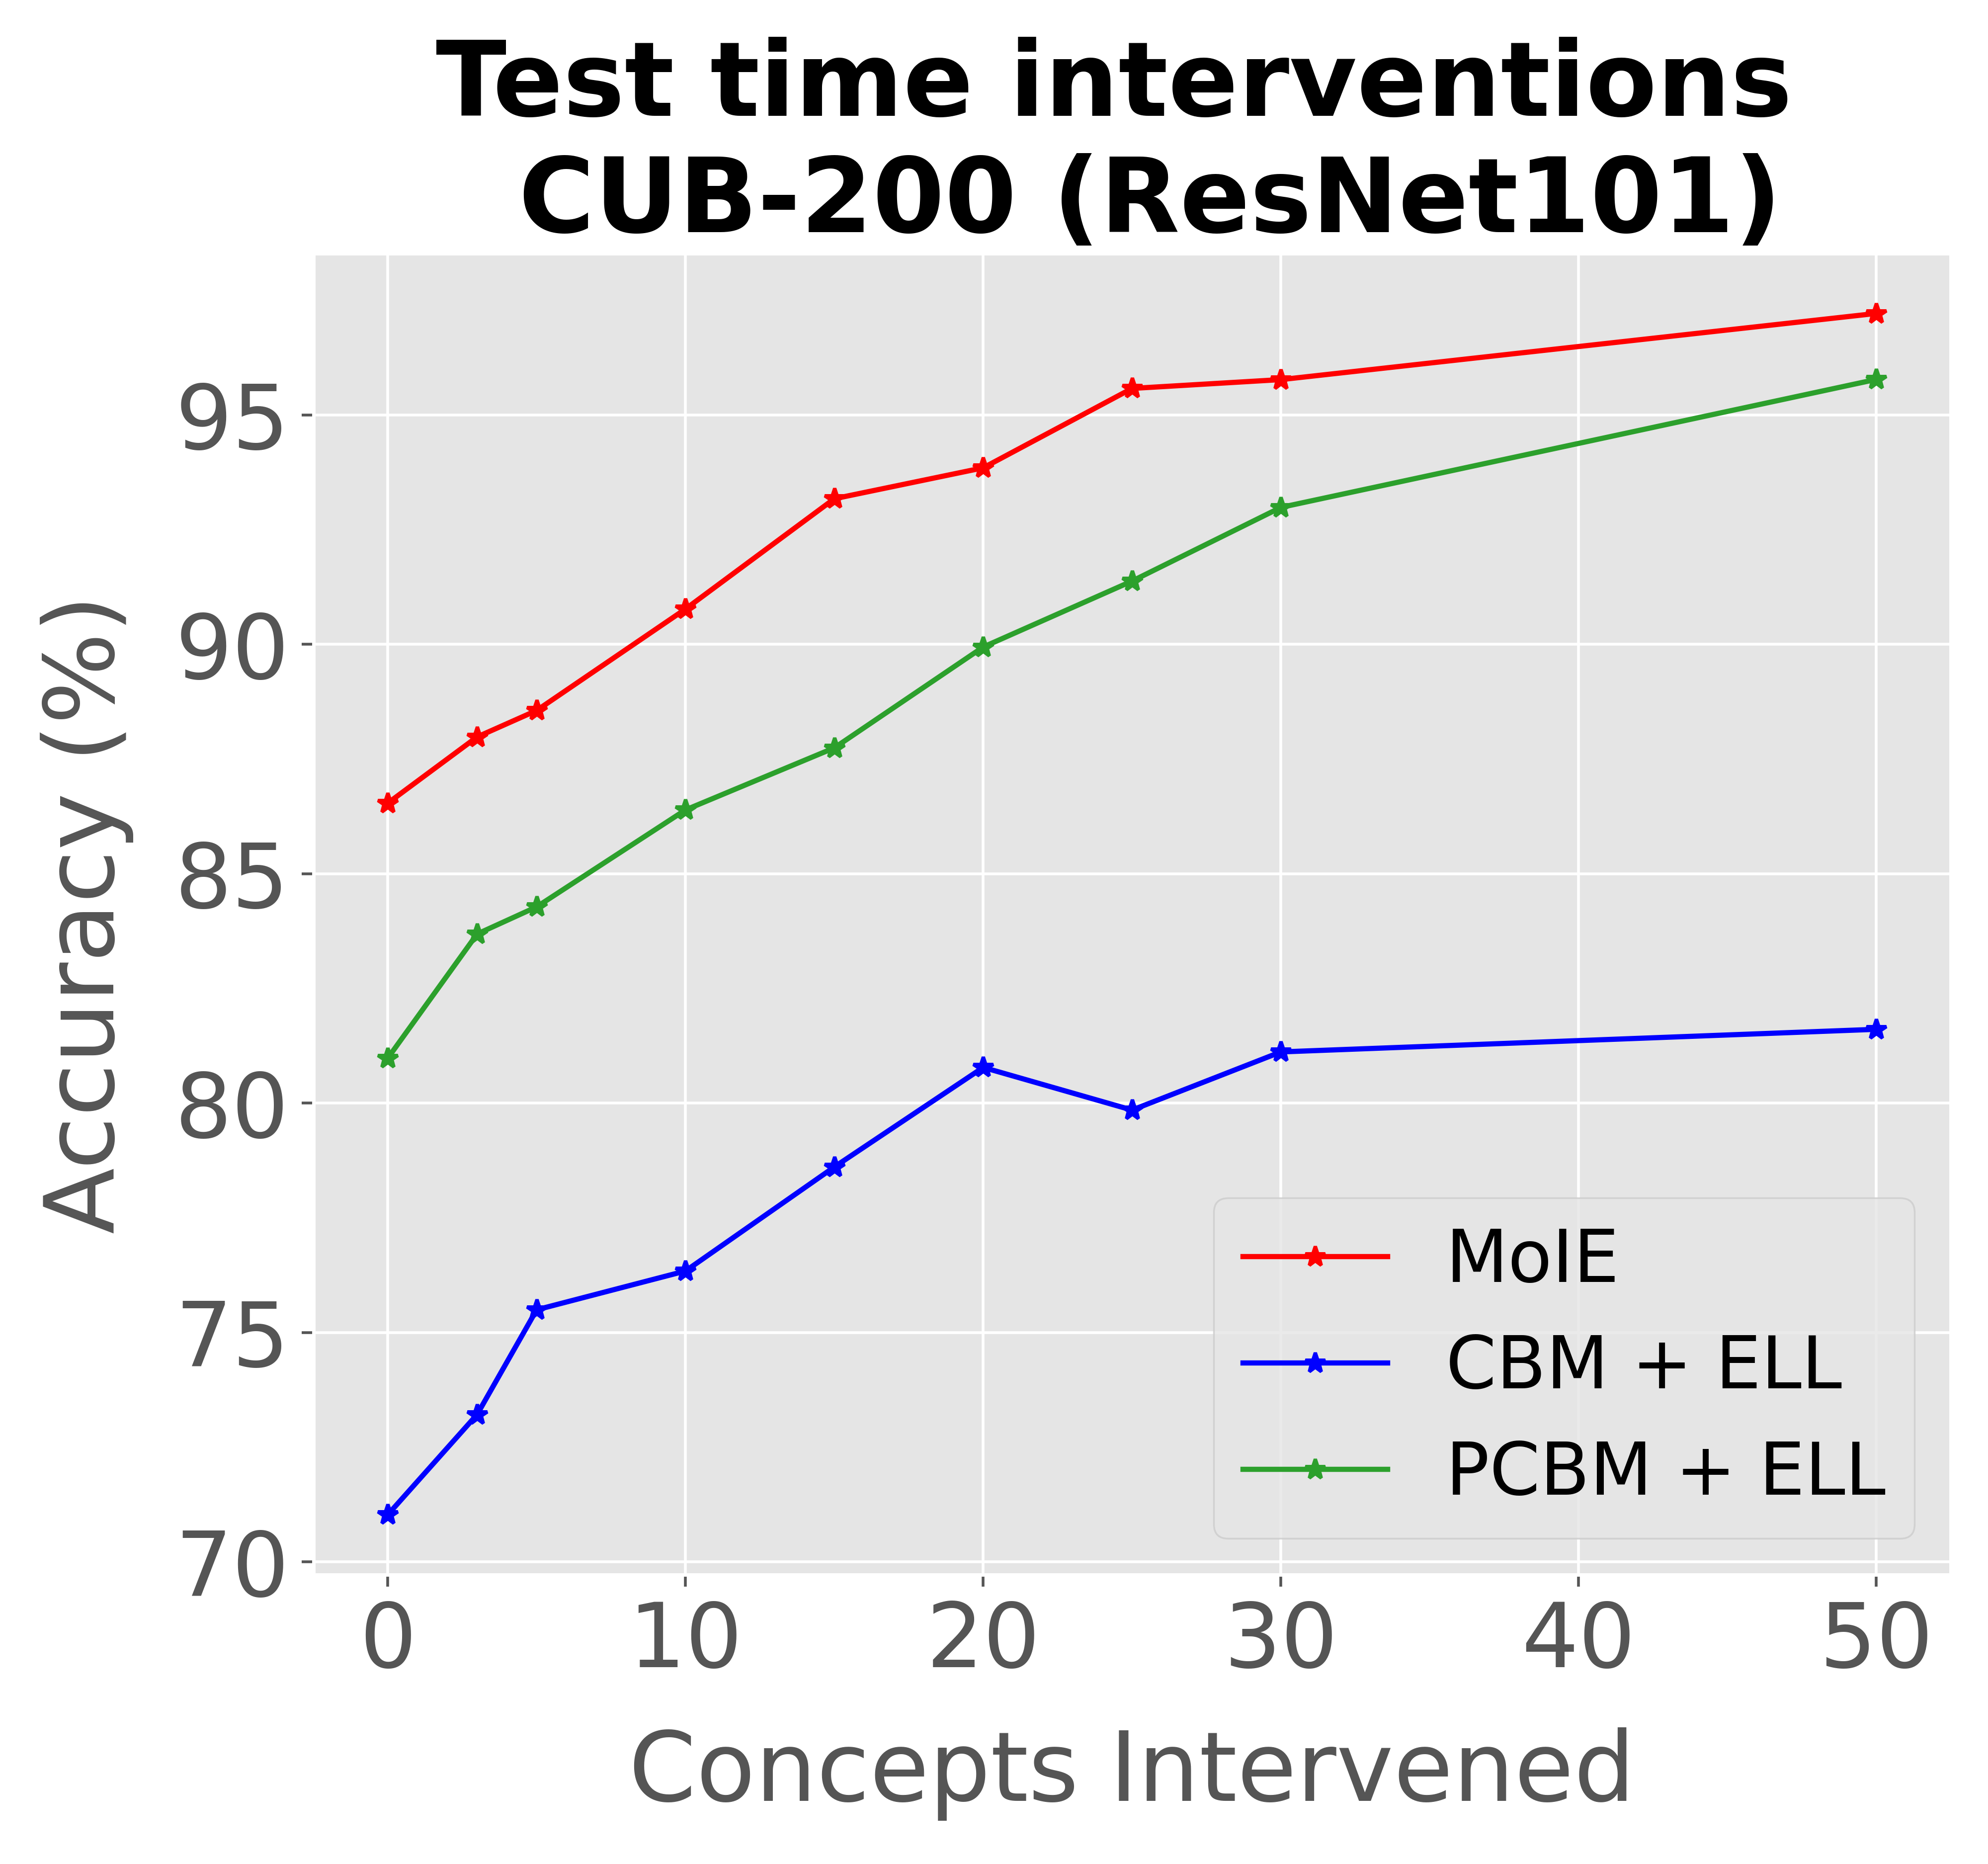 Test time interventions
CUB-200 (ResNet101)
Accuracy (%)
95
90
85
80
75
70
MoIE
CBM + ELL
PCBM + ELL
0 10 20 30 40 50
Concepts Intervened